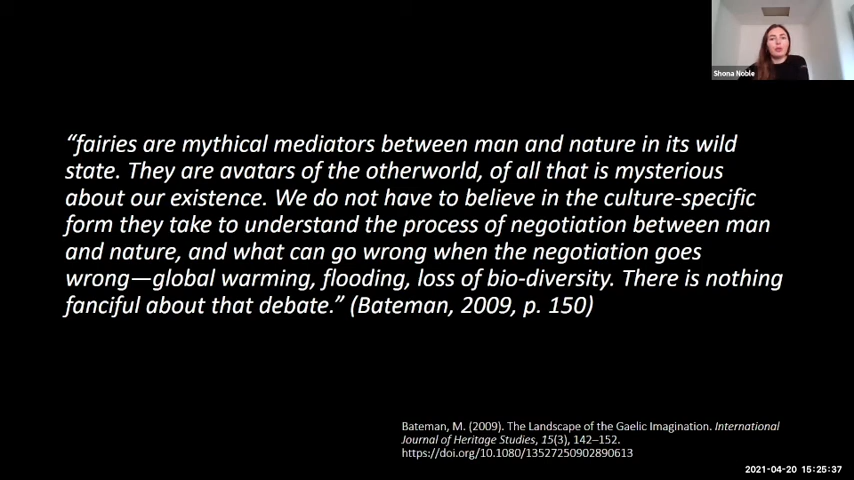 Shona Noble
“fairies are mythical mediators between man and nature in its wild
state. They are avatars of the otherworld, of all that is mysterious
about our existence. We do not have to believe in the culture-specific
form they take to understand the process of negotiation between man
and nature, and what can go wrong when the negotiation goes
wrong—global warming, flooding, loss of bio-diversity. There is nothing
fanciful about that debate.” (Bateman, 2009, p. 150)
Bateman, M. (2009). The Landscape of the Gaelic Imagination. International
Journal of Heritage Studies, 15(3), 142–152.
https://doi.org/10.1080/13527250902890613
2021-04-20 15:25:37